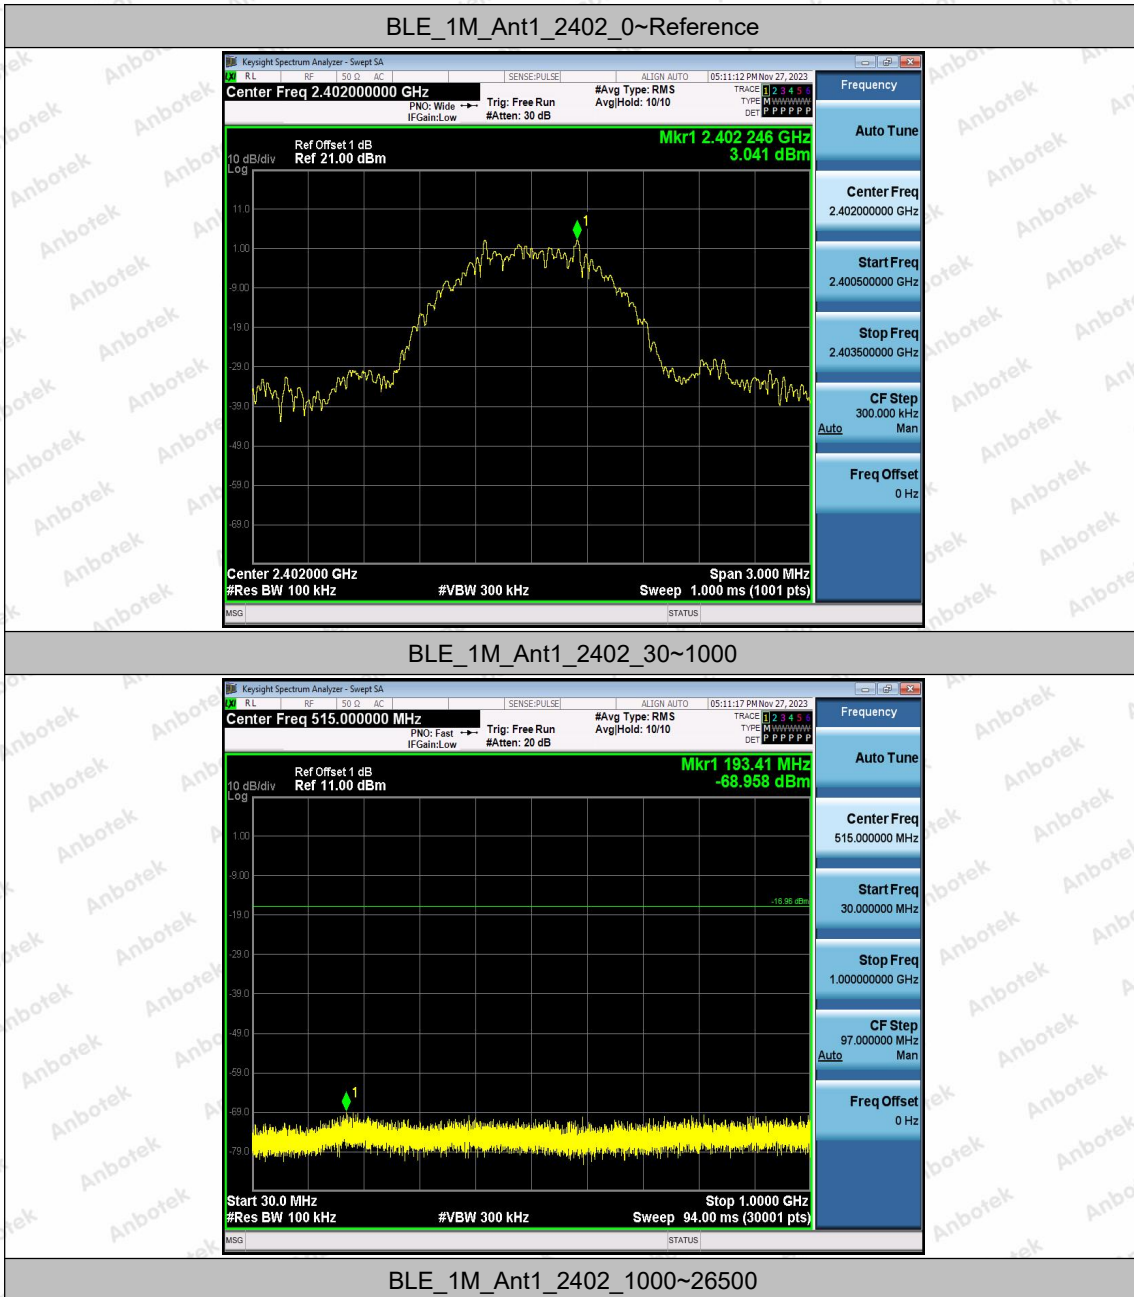 BLE_1M_Ant1_2402_0~Reference
Keysight Spectrum Analyzer - Swept SA
LXI RL RF 50 Ω AC SENSE:PULSE ALIGN AUTO 05:11:12 PM Nov 27, 2023
Center Freq 2.402000000 GHz
PNO: Wide
IFGain:Low
Trig: Free Run
#Atten: 30 dB
#Avg Type: RMS
Avg|Hold: 10/10
TRACE 1 2 3 4 5 6
TYPE M W W W W W
DET P P P P P P
Ref Offset 1 dB
10 dB/div Ref 21.00 dBm
Log
Mkr1 2.402 246 GHz
3.041 dBm
11.0
1.00
-9.00
-19.0
-29.0
-39.0
-49.0
-59.0
-69.0
1
Center 2.402000 GHz Span 3.000 MHz
#Res BW 100 kHz #VBW 300 kHz Sweep 1.000 ms (1001 pts)
MSG STATUS
Frequency
Auto Tune
Center Freq
2.402000000 GHz
Start Freq
2.400500000 GHz
Stop Freq
2.403500000 GHz
CF Step
300.000 kHz
Auto Man
Freq Offset
0 Hz
BLE_1M_Ant1_2402_30~1000
Keysight Spectrum Analyzer - Swept SA
LXI RL RF 50 Ω AC SENSE:PULSE ALIGN AUTO 05:11:17 PM Nov 27, 2023
Center Freq 515.000000 MHz
PNO: Fast
IFGain:Low
Trig: Free Run
#Atten: 20 dB
#Avg Type: RMS
Avg|Hold: 10/10
TRACE 1 2 3 4 5 6
TYPE M W W W W W
DET P P P P P P
Ref Offset 1 dB
10 dB/div Ref 11.00 dBm
Log
Mkr1 193.41 MHz
-68.958 dBm
1.00
-9.00
-19.0
-29.0
-39.0
-49.0
-59.0
-69.0
-79.0
-16.96 dBm
1
Start 30.0 MHz Stop 1.0000 GHz
#Res BW 100 kHz #VBW 300 kHz Sweep 94.00 ms (30001 pts)
MSG STATUS
Frequency
Auto Tune
Center Freq
515.000000 MHz
Start Freq
30.000000 MHz
Stop Freq
1.000000000 GHz
CF Step
97.000000 MHz
Auto Man
Freq Offset
0 Hz
BLE_1M_Ant1_2402_1000~26500
Anbotek